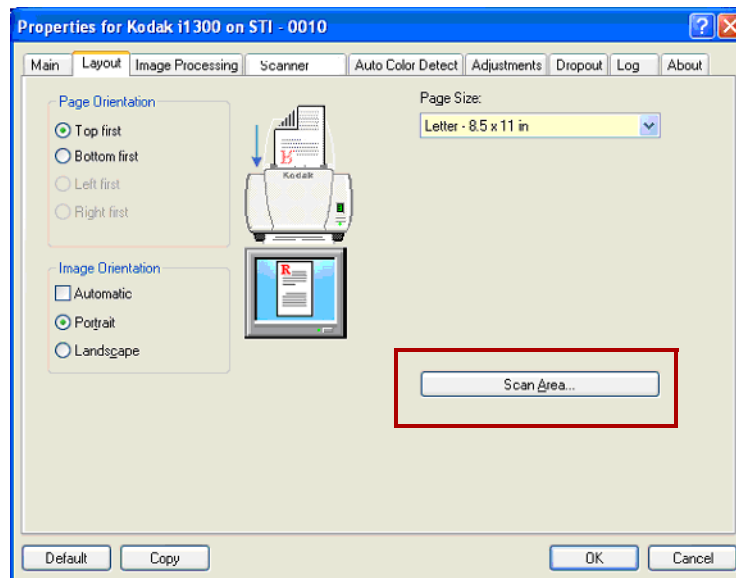 Properties for Kodak i1300 on STI - 0010
Main Layout Image Processing Scanner Auto Color Detect Adjustments Dropout Log About
Page Orientation
Top first
Bottom first
Left first
Right first
Kodak
R
Page Size:
Letter - 8.5 x 11 in
Image Orientation
Automatic
Portrait
Landscape
R
Scan Area...
Default Copy OK Cancel